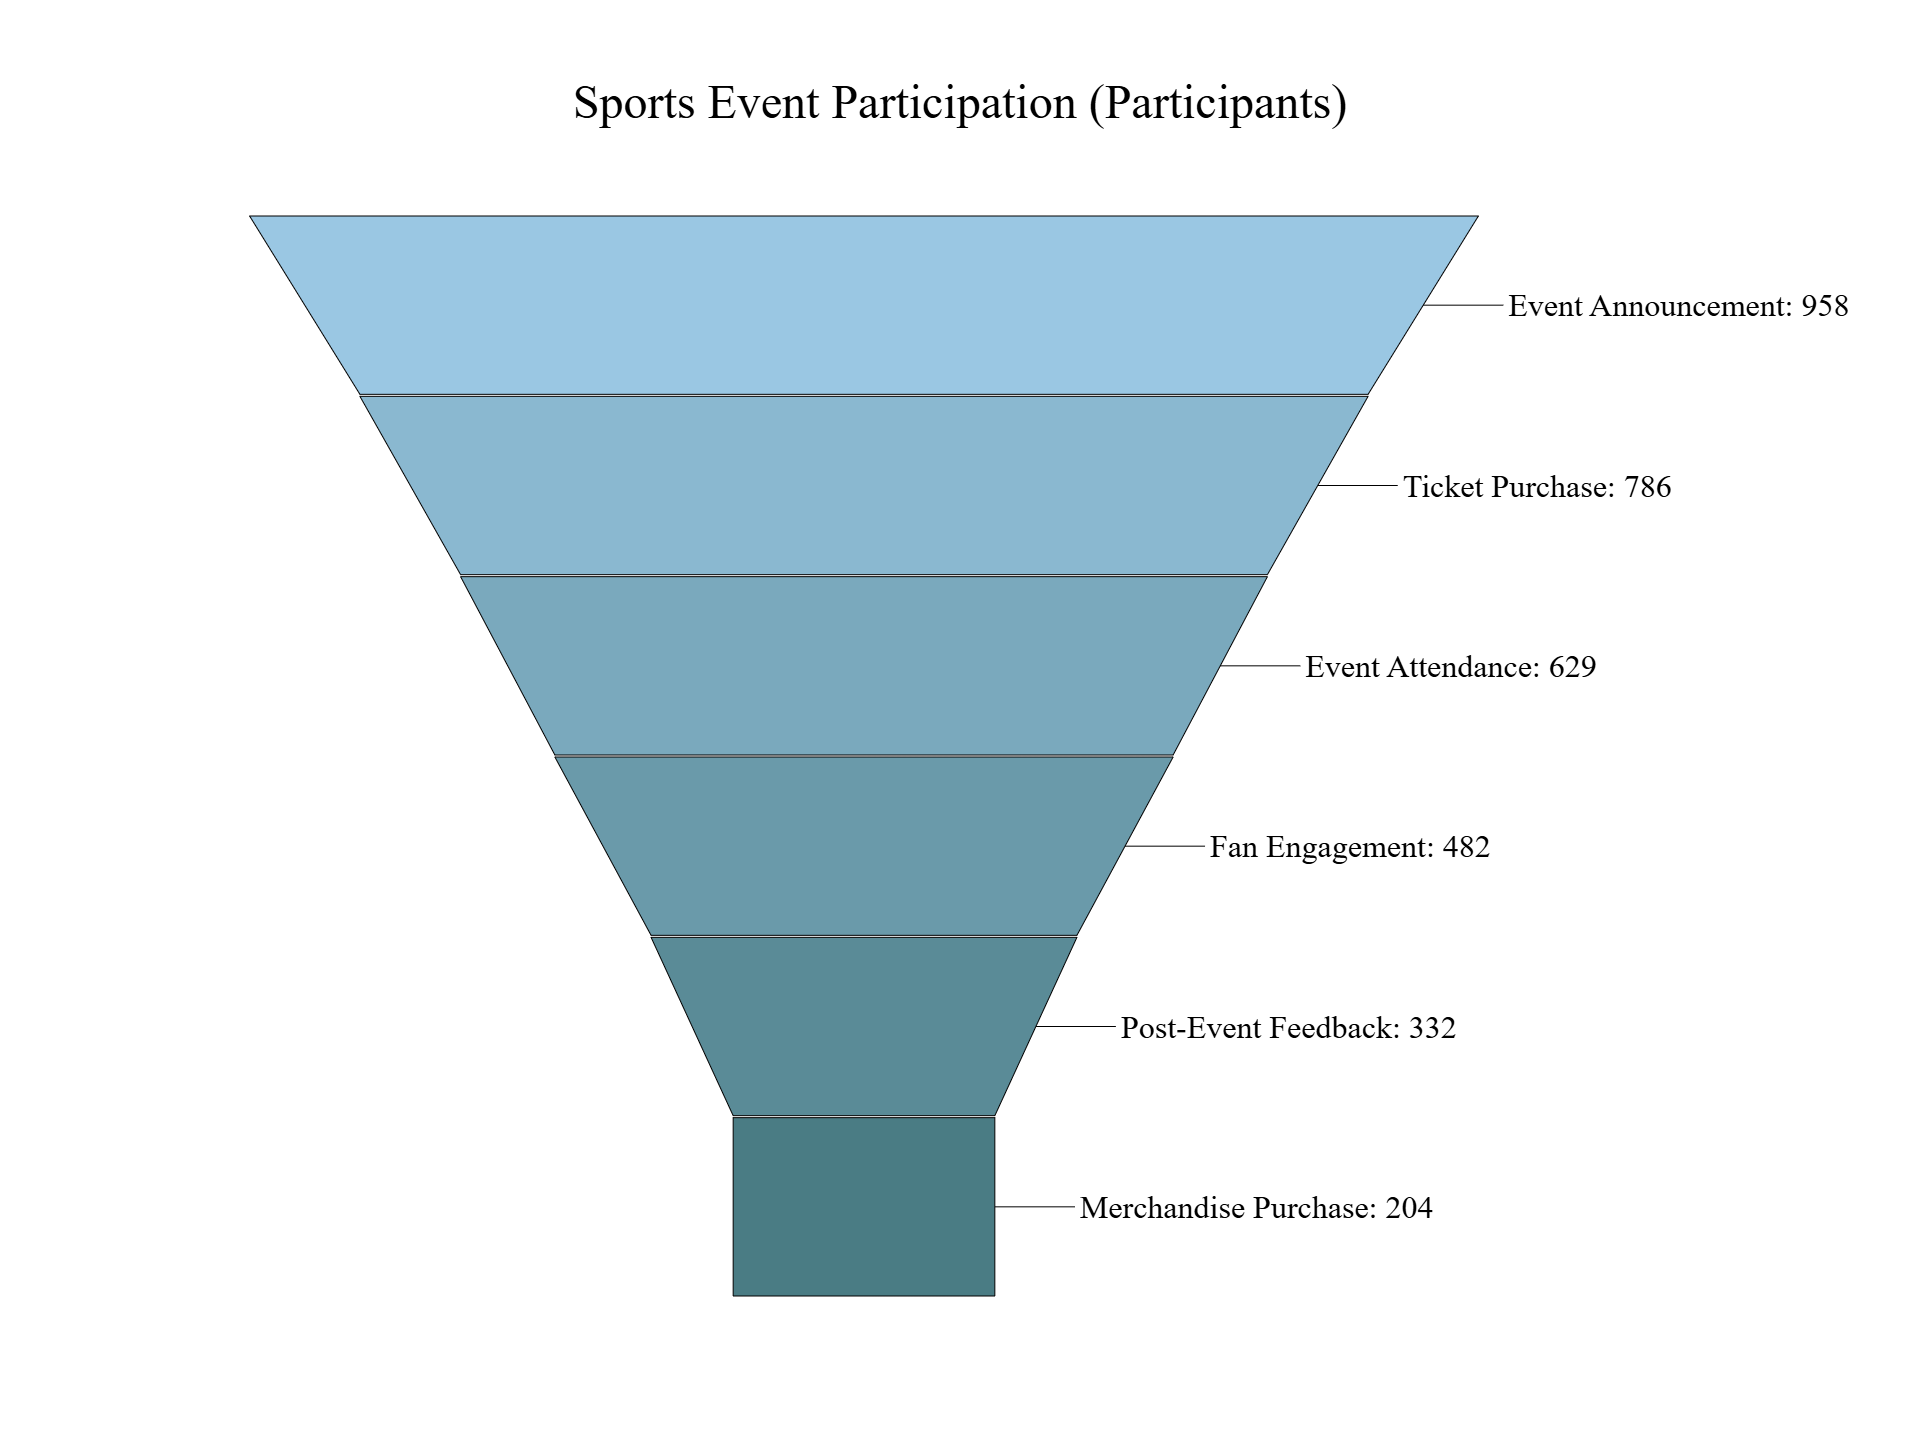 Sports Event Participation (Participants)
Event Announcement: 958
Ticket Purchase: 786
Event Attendance: 629
Fan Engagement: 482
Post-Event Feedback: 332
Merchandise Purchase: 204